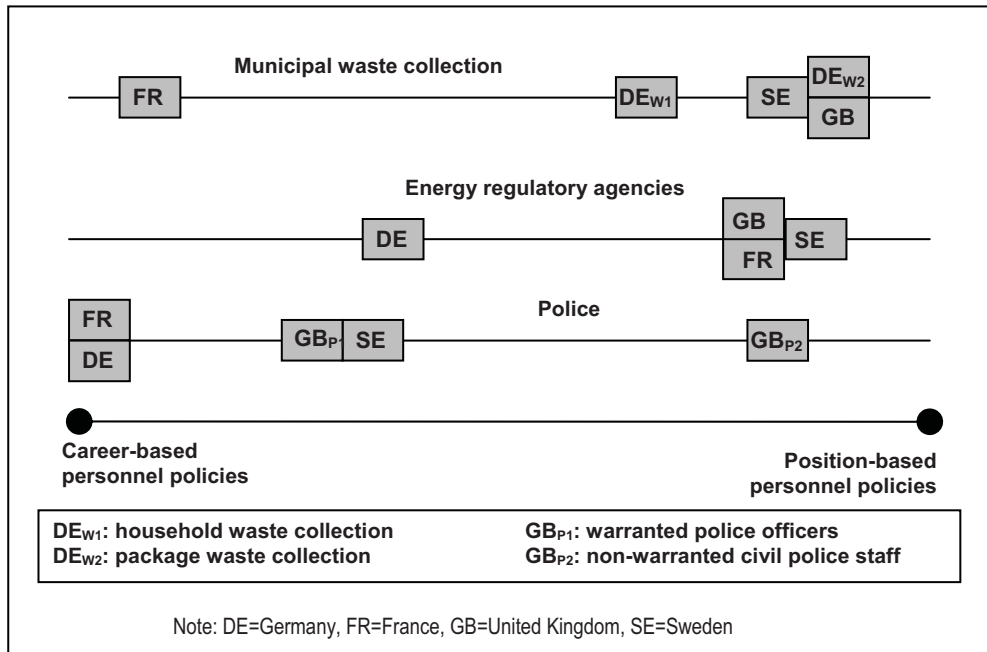 Municipal waste collection
FR
DEW1
SE
DEW2
GB
Energy regulatory agencies
DE
GB
FR
SE
Police
FR
DE
GBP1
SE
GBP2
Career-based
personnel policies
Position-based
personnel policies
DEW1: household waste collection
DEW2: package waste collection
GBP1: warranted police officers
GBP2: non-warranted civil police staff
Note: DE=Germany, FR=France, GB=United Kingdom, SE=Sweden